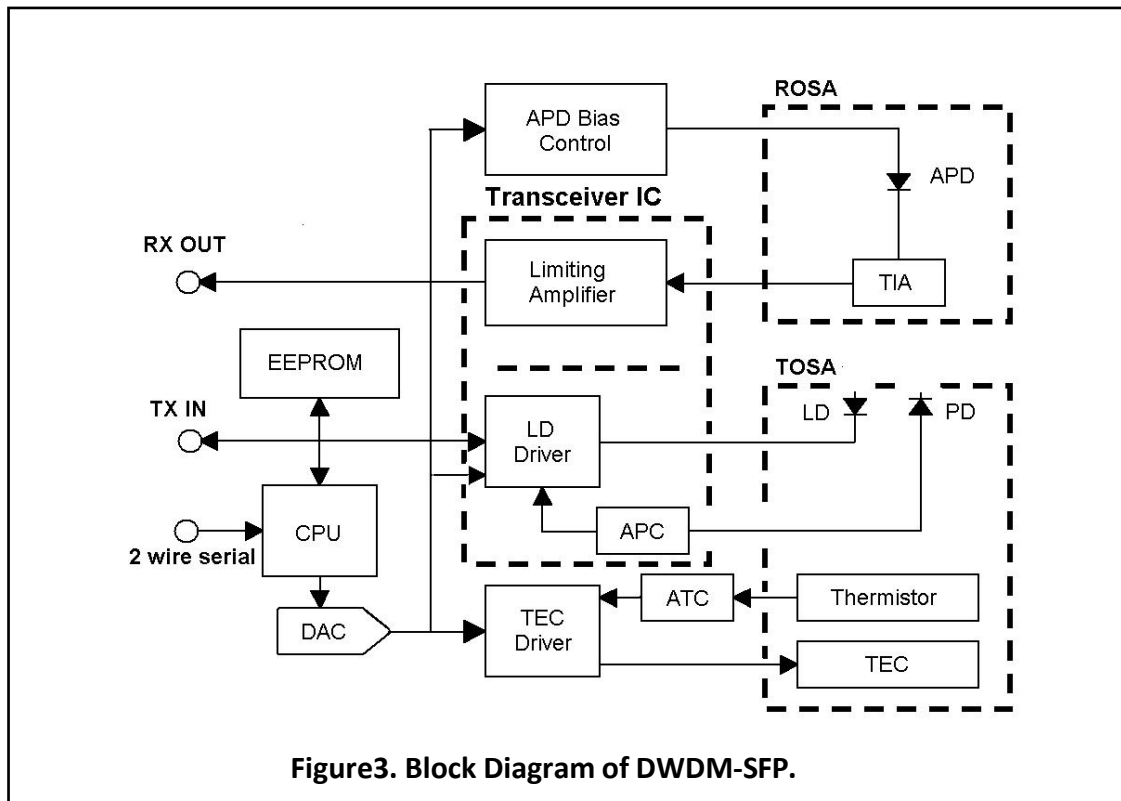 ROSA
APD Bias
Control
APD
Transceiver IC
RX OUT
Limiting
Amplifier
TIA
EEPROM
TOSA
TX IN
LD
Driver
LD
PD
CPU
APC
2 wire serial
DAC
TEC
Driver
ATC
Thermistor
TEC
Figure3. Block Diagram of DWDM-SFP.